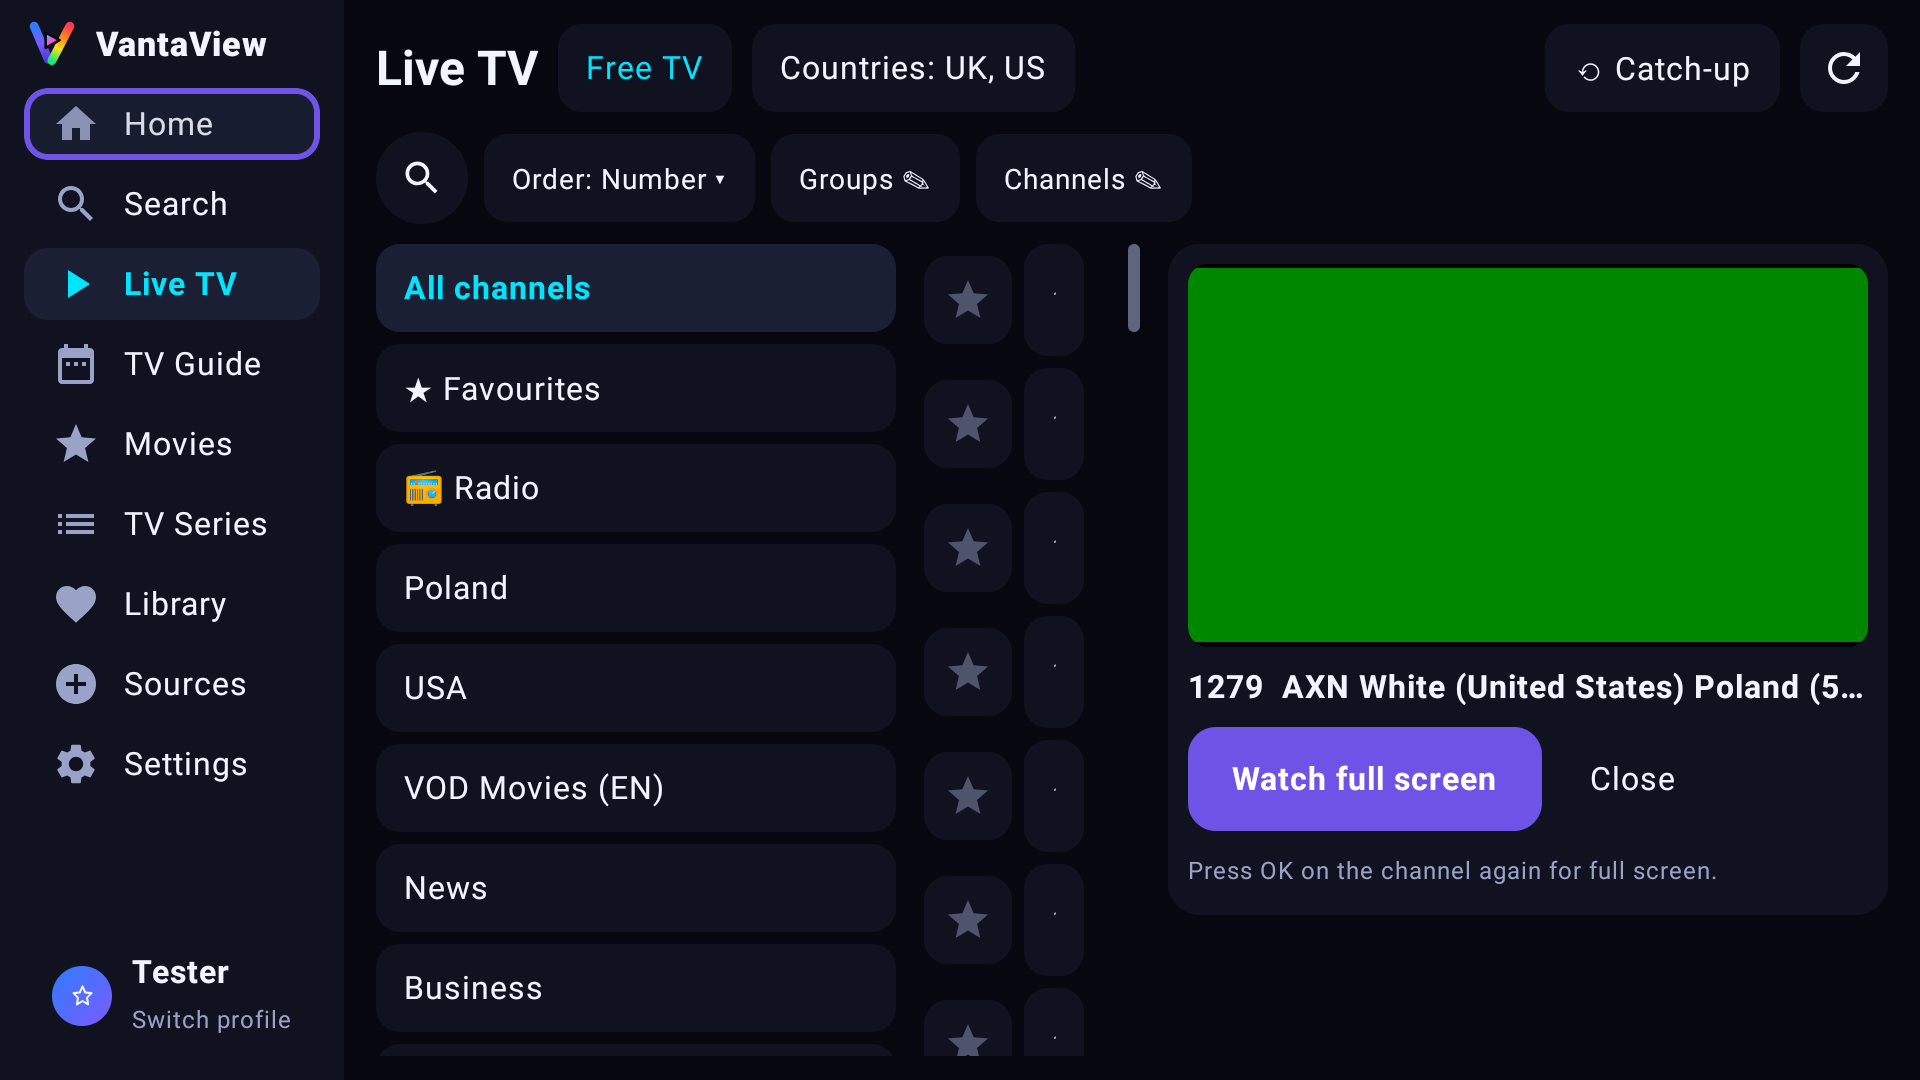 VantaView
Home
Search
Live TV
TV Guide
Movies
TV Series
Library
Sources
Settings
Tester
Switch profile
Live TV
Free TV
Countries: UK, US
⟲ Catch-up
Order: Number ▾
Groups ✎
Channels ✎
All channels
★ Favourites
📻 Radio
Poland
USA
VOD Movies (EN)
News
Business
1279 AXN White (United States) Poland (5…
Watch full screen
Close
Press OK on the channel again for full screen.